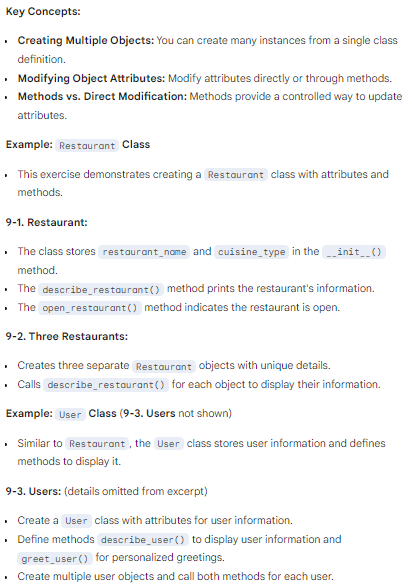 Key Concepts:
• Creating Multiple Objects: You can create many instances from a single class
definition.
• Modifying Object Attributes: Modify attributes directly or through methods.
• Methods vs. Direct Modification: Methods provide a controlled way to update
attributes.
Example: Restaurant Class
• This exercise demonstrates creating a Restaurant class with attributes and
methods.
9-1. Restaurant:
• The class stores restaurant_name and cuisine_type in the __init__()
method.
• The describe_restaurant() method prints the restaurant's information.
• The open_restaurant() method indicates the restaurant is open.
9-2. Three Restaurants:
• Creates three separate Restaurant objects with unique details.
• Calls describe_restaurant() for each object to display their information.
Example: User Class (9-3. Users not shown)
• Similar to Restaurant, the User class stores user information and defines
methods to display it.
9-3. Users: (details omitted from excerpt)
• Create a User class with attributes for user information.
• Define methods describe_user() to display user information and
greet_user() for personalized greetings.
• Create multiple user objects and call both methods for each user.